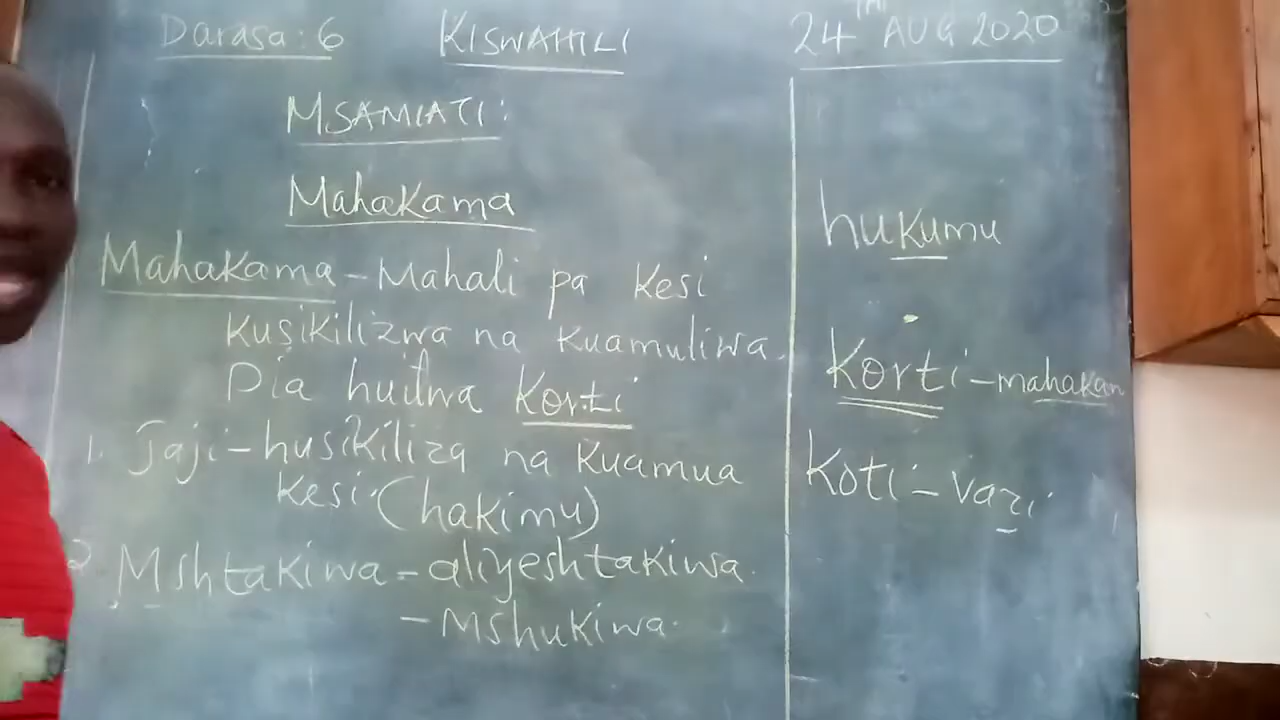 Darasa: 6 KISWAHILI 24TH AUG 2020
MSAMIATI:
Mahakama
Mahakama - Mahali pa Kesi
Kusikilizwa na Kuamuliwa.
Pia huitwa Korti
1. Jaji - husikiliza na Kuamua
Kesi. (hakimu)
2 Mshtakiwa - aliyeshtakiwa.
- Mshukiwa.
hukumu
Korti - mahakam
Koti - vazi